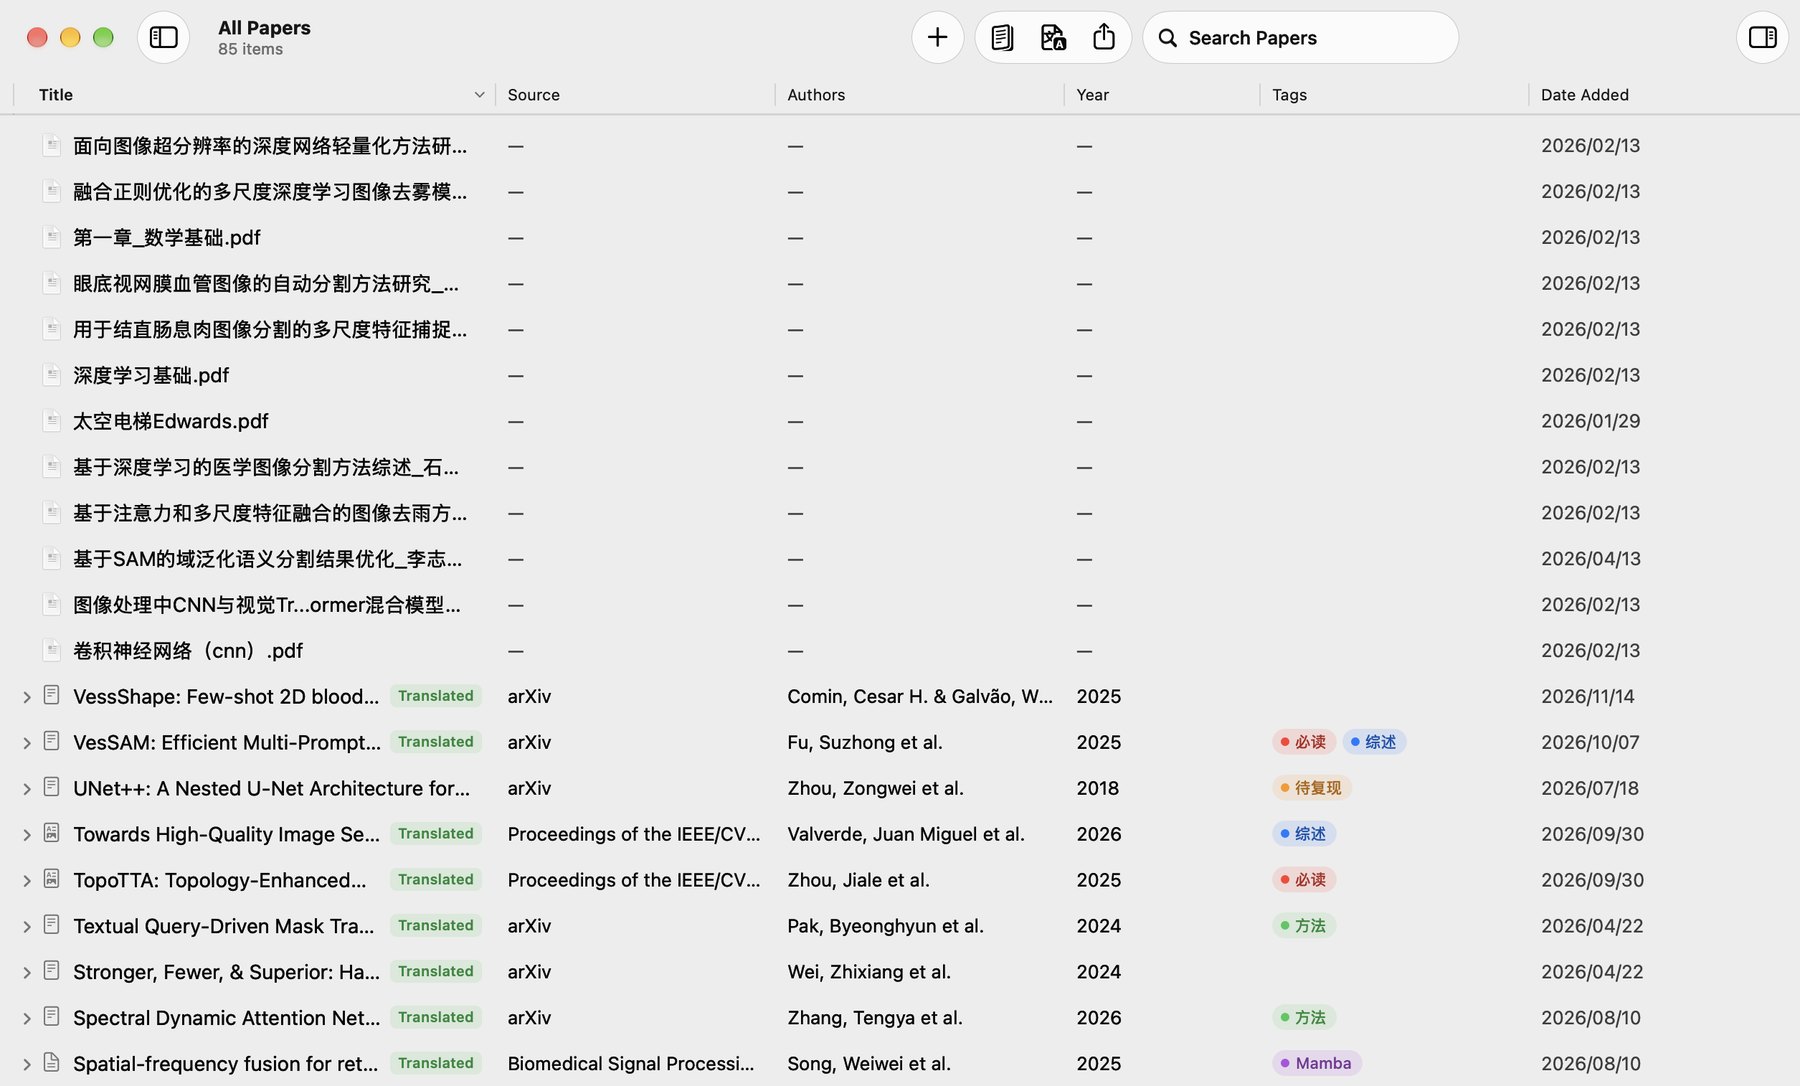 All Papers
85 items
Search Papers
Title Source Authors Year Tags Date Added
面向图像超分辨率的深度网络轻量化方法研... — — — 2026/02/13
融合正则优化的多尺度深度学习图像去雾模... — — — 2026/02/13
第一章_数学基础.pdf — — — 2026/02/13
眼底视网膜血管图像的自动分割方法研究_... — — — 2026/02/13
用于结直肠息肉图像分割的多尺度特征捕捉... — — — 2026/02/13
深度学习基础.pdf — — — 2026/02/13
太空电梯Edwards.pdf — — — 2026/01/29
基于深度学习的医学图像分割方法综述_石... — — — 2026/02/13
基于注意力和多尺度特征融合的图像去雨方... — — — 2026/02/13
基于SAM的域泛化语义分割结果优化_李志... — — — 2026/04/13
图像处理中CNN与视觉Tr...ormer混合模型... — — — 2026/02/13
卷积神经网络（cnn）.pdf — — — 2026/02/13
VessShape: Few-shot 2D blood... Translated arXiv Comin, Cesar H. & Galvão, W... 2025 2026/11/14
VesSAM: Efficient Multi-Prompt... Translated arXiv Fu, Suzhong et al. 2025 必读 综述 2026/10/07
UNet++: A Nested U-Net Architecture for... arXiv Zhou, Zongwei et al. 2018 待复现 2026/07/18
Towards High-Quality Image Se... Translated Proceedings of the IEEE/CV... Valverde, Juan Miguel et al. 2026 综述 2026/09/30
TopoTTA: Topology-Enhanced... Translated Proceedings of the IEEE/CV... Zhou, Jiale et al. 2025 必读 2026/09/30
Textual Query-Driven Mask Tra... Translated arXiv Pak, Byeonghyun et al. 2024 方法 2026/04/22
Stronger, Fewer, & Superior: Ha... Translated arXiv Wei, Zhixiang et al. 2024 2026/04/22
Spectral Dynamic Attention Net... Translated arXiv Zhang, Tengya et al. 2026 方法 2026/08/10
Spatial-frequency fusion for ret... Translated Biomedical Signal Processi... Song, Weiwei et al. 2025 Mamba 2026/08/10